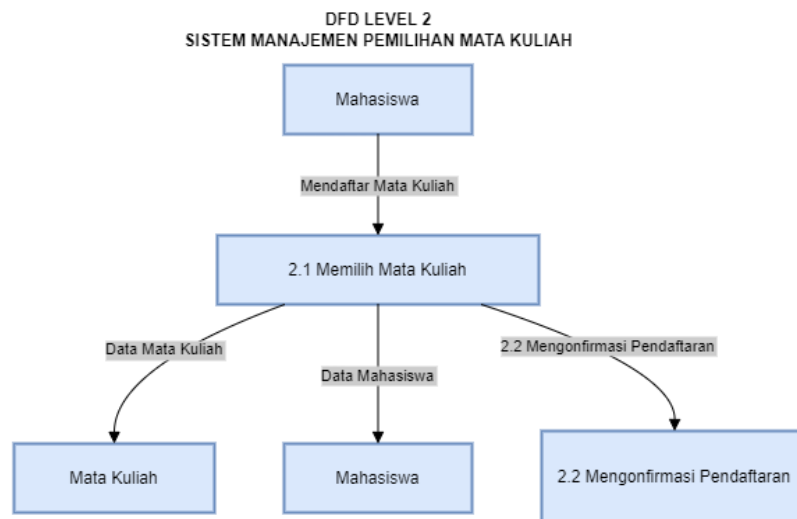 DFD LEVEL 2
SISTEM MANAJEMEN PEMILIHAN MATA KULIAH
Mahasiswa
Mendaftar Mata Kuliah
2.1 Memilih Mata Kuliah
Data Mata Kuliah
Data Mahasiswa
2.2 Mengonfirmasi Pendaftaran
Mata Kuliah
Mahasiswa
2.2 Mengonfirmasi Pendaftaran